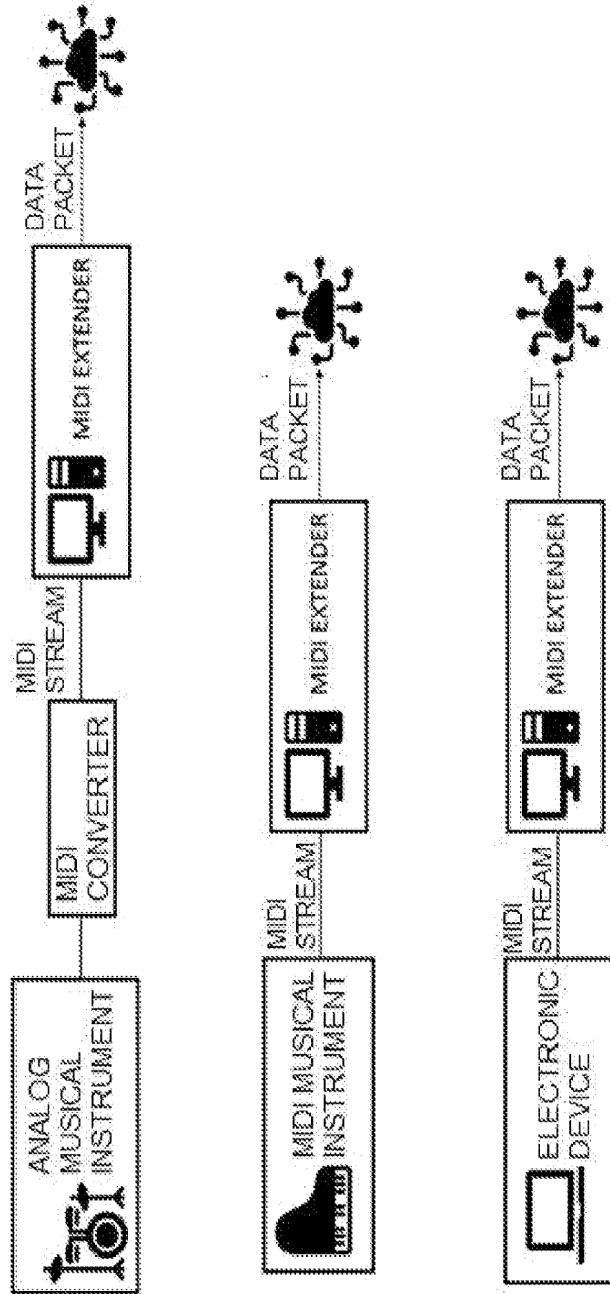 ANALOG
MUSICAL
INSTRUMENT
MIDI
CONVERTER
MIDI
STREAM
MIDI EXTENDER
DATA
PACKET
MIDI MUSICAL
INSTRUMENT
MIDI
STREAM
MIDI EXTENDER
DATA
PACKET
ELECTRONIC
DEVICE
MIDI
STREAM
MIDI EXTENDER
DATA
PACKET